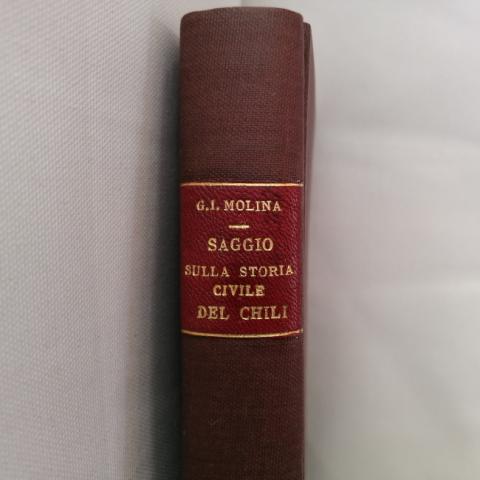 G.I. MOLINA
SAGGIO
SULLA STORIA
CIVILE
DEL CHILI